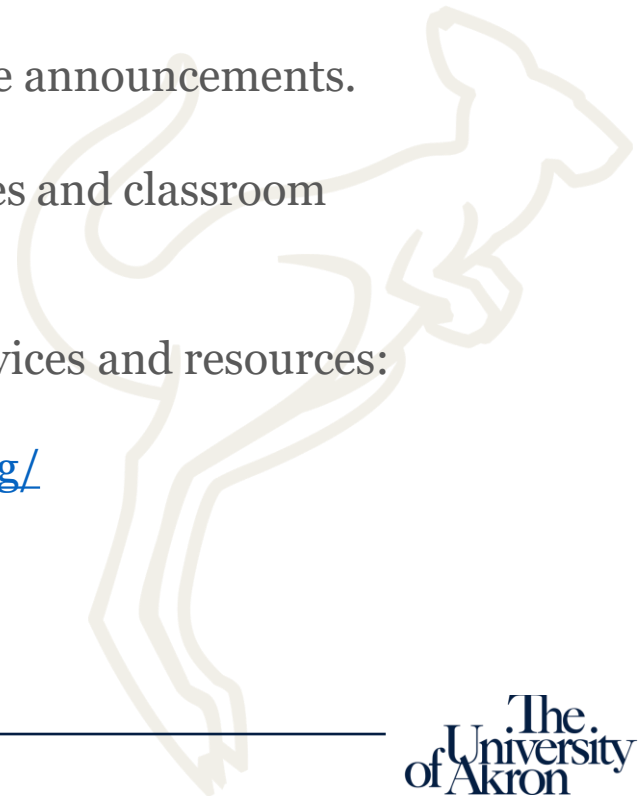 e announcements.
es and classroom
vices and resources:
g/
The
University
of Akron